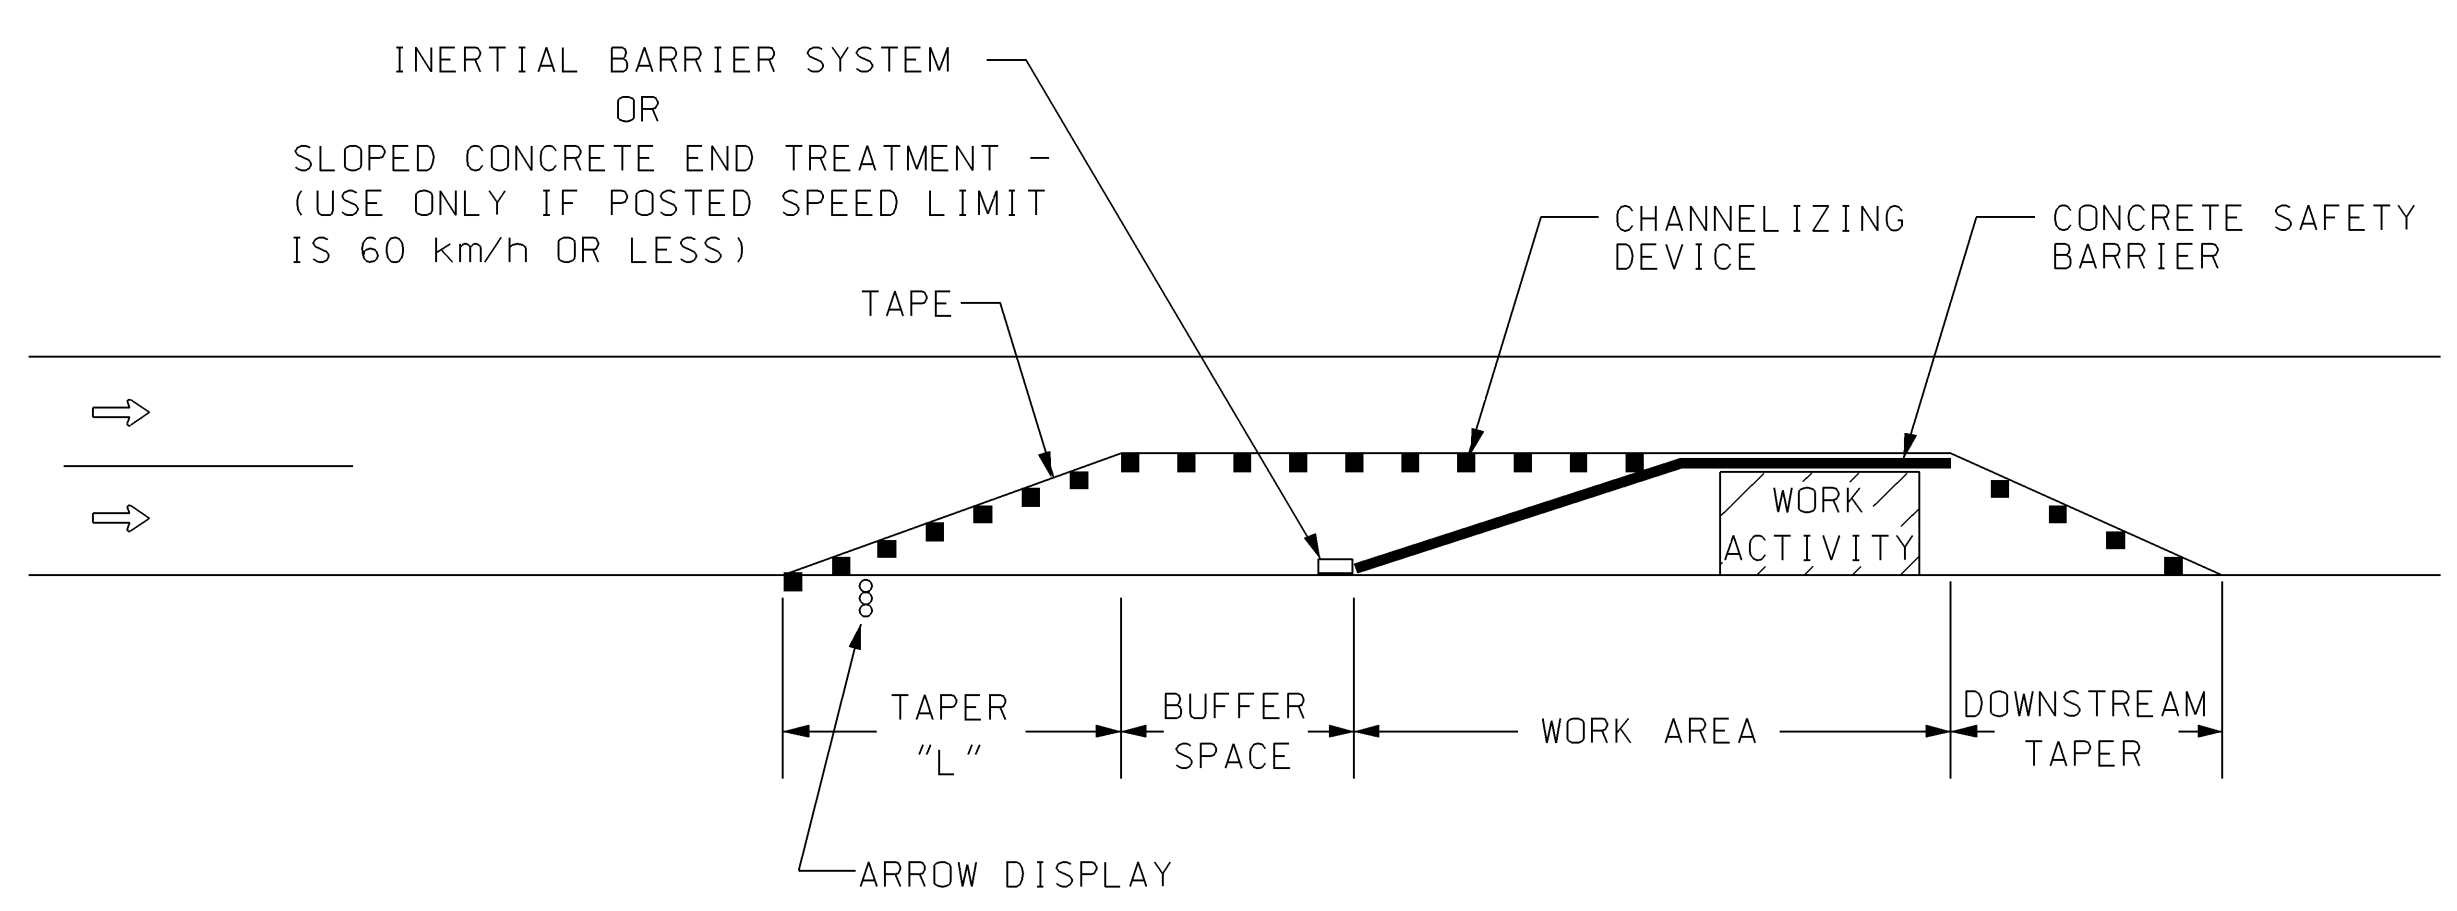 INERTIAL BARRIER SYSTEM
OR
SLOPED CONCRETE END TREATMENT -
(USE ONLY IF POSTED SPEED LIMIT
IS 60 km/h OR LESS)
TAPE
CHANNELIZING
DEVICE
CONCRETE SAFETY
BARRIER
WORK
ACTIVITY
TAPER
"L"
BUFFER
SPACE
WORK AREA
DOWNSTREAM
TAPER
ARROW DISPLAY